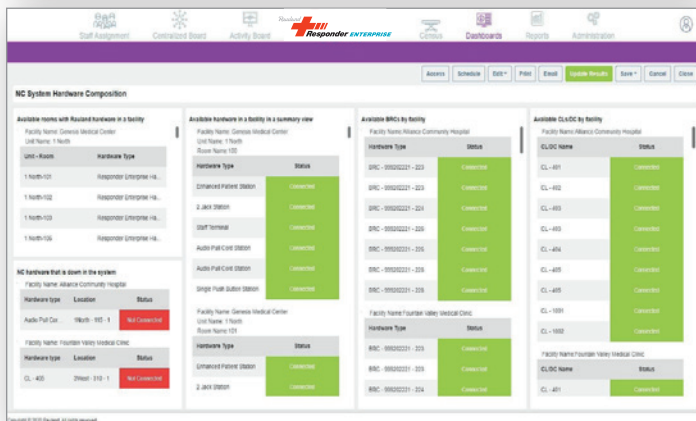 Rauland
Responder ENTERPRISE
Staff Assignment
Centralized Board
Activity Board
Census
Dashboards
Reports
Administration
Access
Schedule
Edit
Print
Email
Update Results
Save
Cancel
Close
NC System Hardware Composition
Available rooms with Rauland hardware in a facility
Facility Name: Genesis Medical Center
Unit Name: 1 North
Unit - Room Hardware Type
1 North-101 Responder Enterprise Ha...
1 North-102 Responder Enterprise Ha...
1 North-103 Responder Enterprise Ha...
1 North-106 Responder Enterprise Ha...
NC hardware that is down in the system
Facility Name: Alliance Community Hospital
Hardware type Location Status
Audio Pull Cor... 1North - 110 - 1 Not Connected
Facility Name: Fountain Valley Medical Clinic
Hardware type Location Status
CL - 405 2West - 310 - 1 Not Connected
Available hardware in a facility in a summary view
Facility Name: Genesis Medical Center
Unit Name: 1 North
Room Name: 100
Hardware Type Status
Enhanced Patient Station Connected
2 Jack Station Connected
Staff Terminal Connected
Audio Pull Cord Station Connected
Audio Pull Cord Station Connected
Single Push Button Station Connected
Facility Name: Genesis Medical Center
Unit Name: 1 North
Room Name: 101
Hardware Type Status
Enhanced Patient Station Connected
2 Jack Station Connected
Available BRCs by facility
Facility Name: Alliance Community Hospital
Hardware Type Status
Connected
Connected
Connected
Connected
Connected
Connected
Connected
Facility Name: Fountain Valley Medical Clinic
Hardware Type Status
Connected
Connected
Connected
Available CL/DC by facility
Facility Name: Alliance Community Hospital
CL/DC Name Status
CL - 401 Connected
CL - 402 Connected
CL - 403 Connected
CL - 403 Connected
CL - 404 Connected
CL - 405 Connected
CL - 405 Connected
CL - 1001 Connected
CL - 1002 Connected
Facility Name: Fountain Valley Medical Clinic
CL/DC Name Status
CL - 401 Connected